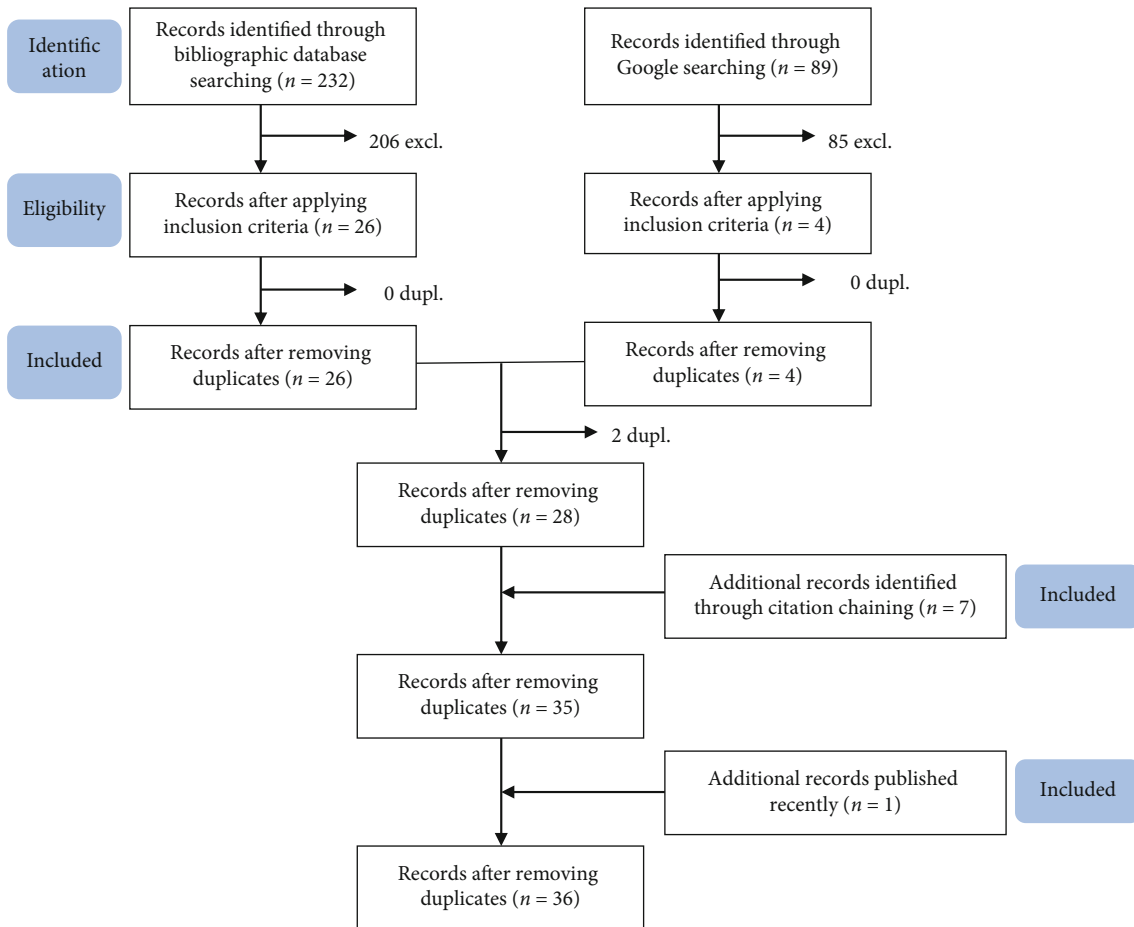 Identific
ation
Records identified through
bibliographic database
searching (n = 232)
Records identified through
Google searching (n = 89)
206 excl.
85 excl.
Eligibility
Records after applying
inclusion criteria (n = 26)
Records after applying
inclusion criteria (n = 4)
0 dupl.
0 dupl.
Included
Records after removing
duplicates (n = 26)
Records after removing
duplicates (n = 4)
2 dupl.
Records after removing
duplicates (n = 28)
Additional records identified
through citation chaining (n = 7)
Included
Records after removing
duplicates (n = 35)
Additional records published
recently (n = 1)
Included
Records after removing
duplicates (n = 36)